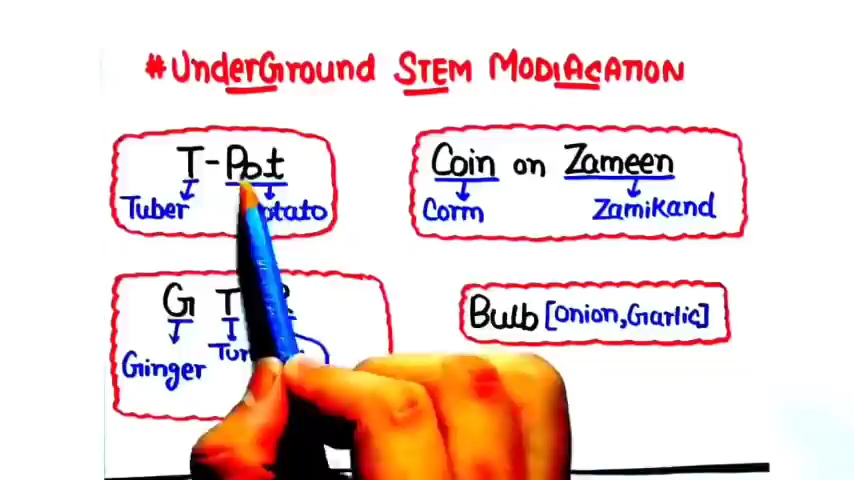 #UnderGround STEM MODIACATION
T-Pot
Tuber
Coin on Zameen
Corm Zamikand
G T
Ginger
Bulb [Onion, Garlic]